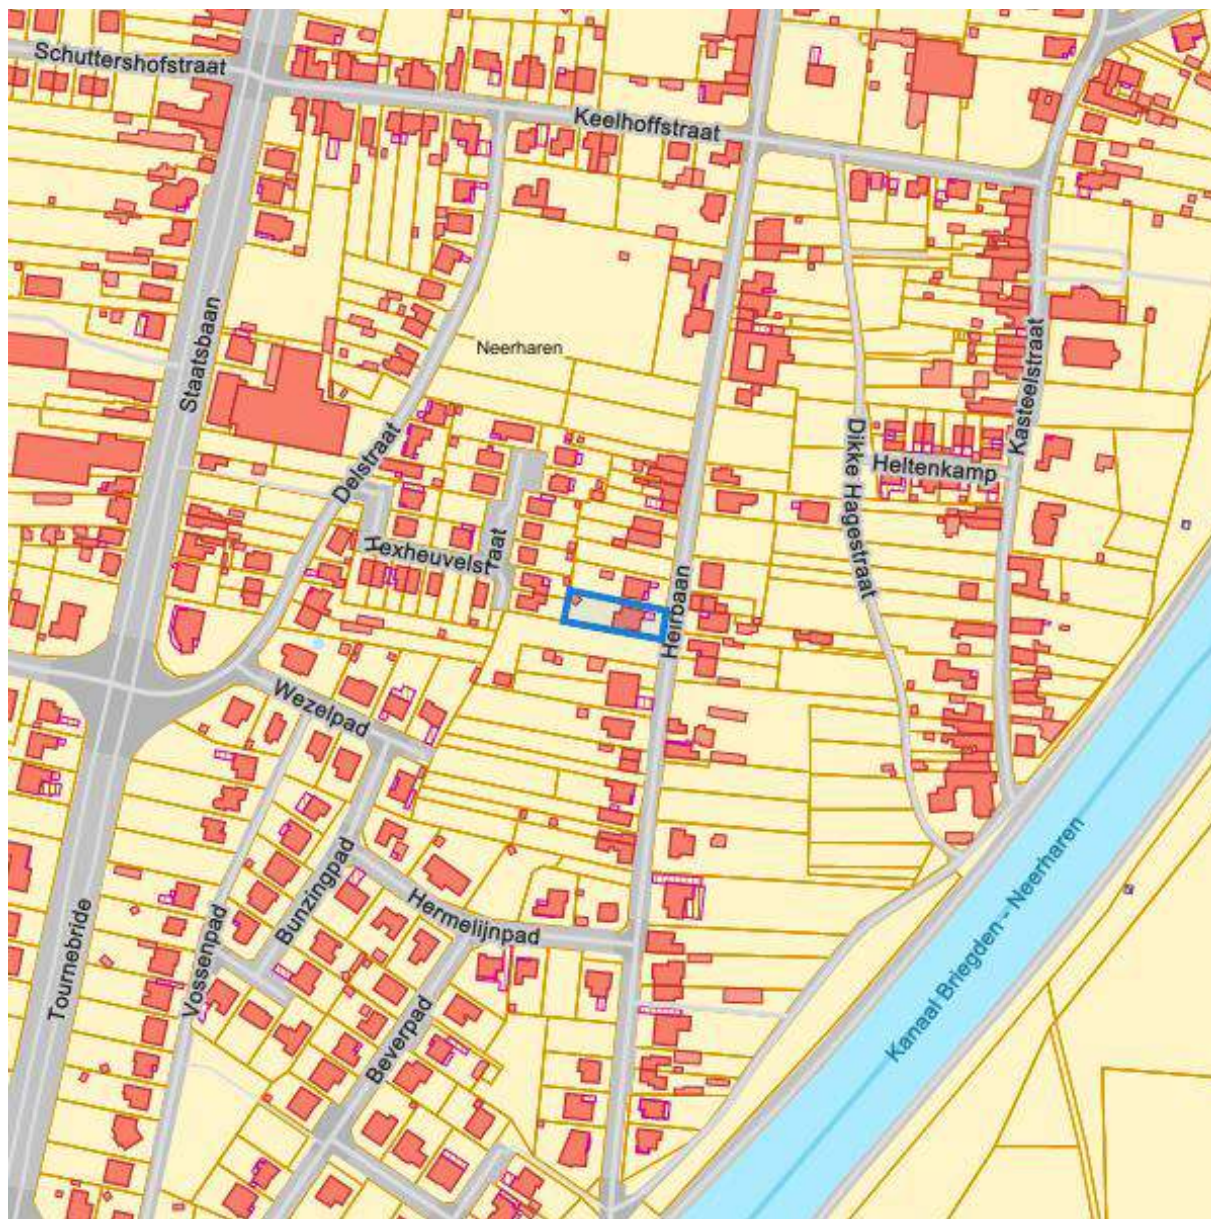 Schuttershofstraat
Keelhoffstraat
Staatsbaan
Neerharen
Kasteelstraat
Delstraat
Dikke Hagestraat
Heltenkamp
Hexheuvelstraat
Heirbaan
Wezelpad
Bunzingpad
Hermelijnpad
Kanaal Briegden - Neerharen
Tournebride
Vossenpad
Beverpad